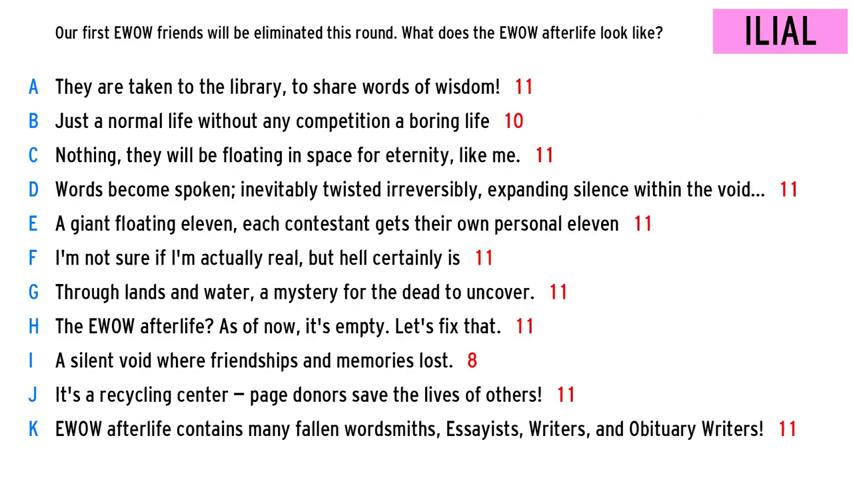 Our first EWOW friends will be eliminated this round. What does the EWOW afterlife look like?
ILIAL
A They are taken to the library, to share words of wisdom! 11
B Just a normal life without any competition a boring life 10
C Nothing, they will be floating in space for eternity, like me. 11
D Words become spoken; inevitably twisted irreversibly, expanding silence within the void... 11
E A giant floating eleven, each contestant gets their own personal eleven 11
F I'm not sure if I'm actually real, but hell certainly is 11
G Through lands and water, a mystery for the dead to uncover. 11
H The EWOW afterlife? As of now, it's empty. Let's fix that. 11
I A silent void where friendships and memories lost. 8
J It's a recycling center – page donors save the lives of others! 11
K EWOW afterlife contains many fallen wordsmiths, Essayists, Writers, and Obituary Writers! 11